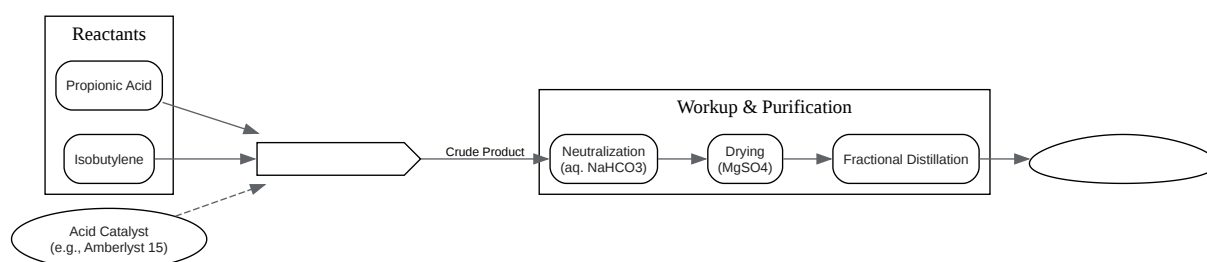 Reactants
Propionic Acid
Isobutylene
Acid Catalyst
(e.g., Amberlyst 15)
Crude Product
Workup & Purification
Neutralization
(aq. NaHCO3)
Drying
(MgSO4)
Fractional Distillation